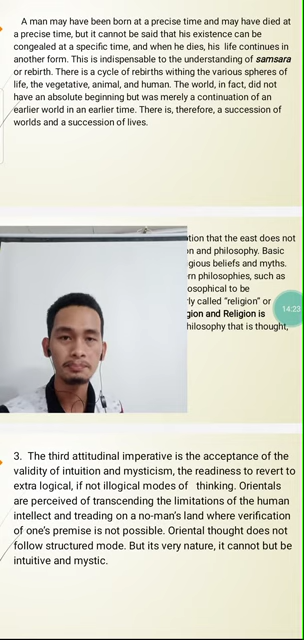 A man may have been born at a precise time and may have died at
a precise time, but it cannot be said that his existence can be
congealed at a specific time, and when he dies, his  life continues in
another form. This is indispensable to the understanding of samsara
or rebirth. There is a cycle of rebirths withing the various spheres of
life, the vegetative, animal, and human. The world, in fact, did not
have an absolute beginning but was merely a continuation of an
earlier world in an earlier time. There is, therefore, a succession of
worlds and a succession of lives.
that the east does not
and philosophy. Basic
beliefs and myths.
philosophies, such as
to be
called “religion” or
and Religion is
philosophy that is thought,
14:23
3.  The third attitudinal imperative is the acceptance of the
validity of intuition and mysticism, the readiness to revert to
extra logical, if not illogical modes of   thinking. Orientals
are perceived of transcending the limitations of the human
intellect and treading on a no-man's land where verification
of one's premise is not possible. Oriental thought does not
follow structured mode. But its very nature, it cannot but be
intuitive and mystic.